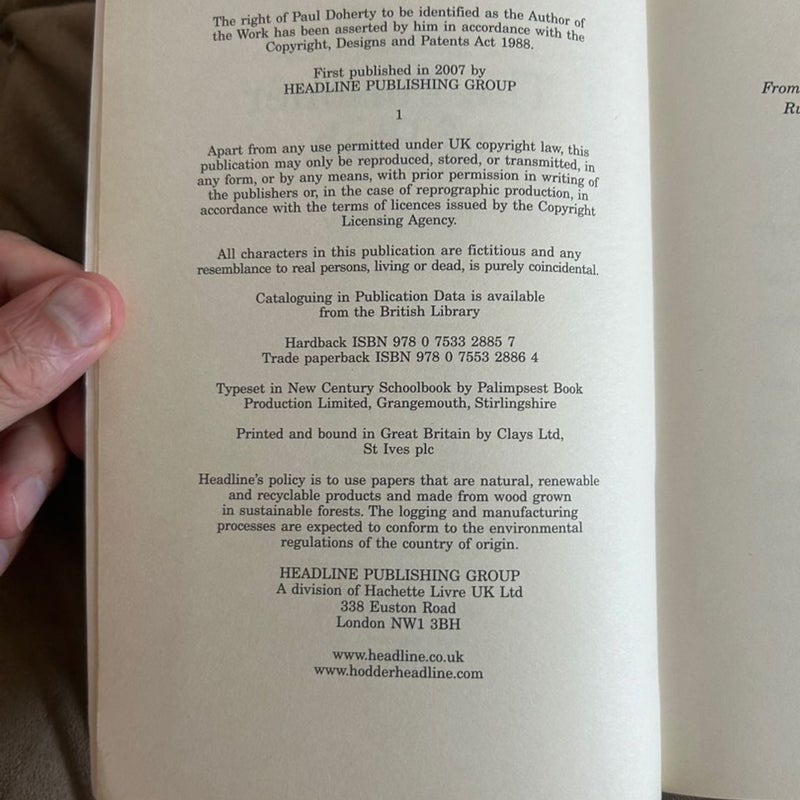 The right of Paul Doherty to be identified as the Author of
the Work has been asserted by him in accordance with the
Copyright, Designs and Patents Act 1988.
First published in 2007 by
HEADLINE PUBLISHING GROUP
1
Apart from any use permitted under UK copyright law, this
publication may only be reproduced, stored, or transmitted, in
any form, or by any means, with prior permission in writing of
the publishers or, in the case of reprographic production, in
accordance with the terms of licences issued by the Copyright
Licensing Agency.
All characters in this publication are fictitious and any
resemblance to real persons, living or dead, is purely coincidental.
Cataloguing in Publication Data is available
from the British Library
Hardback ISBN 978 0 7533 2885 7
Trade paperback ISBN 978 0 7553 2886 4
Typeset in New Century Schoolbook by Palimpsest Book
Production Limited, Grangemouth, Stirlingshire
Printed and bound in Great Britain by Clays Ltd,
St Ives plc
Headline's policy is to use papers that are natural, renewable
and recyclable products and made from wood grown
in sustainable forests. The logging and manufacturing
processes are expected to conform to the environmental
regulations of the country of origin.
HEADLINE PUBLISHING GROUP
A division of Hachette Livre UK Ltd
338 Euston Road
London NW1 3BH
www.headline.co.uk
www.hodderheadline.com
From